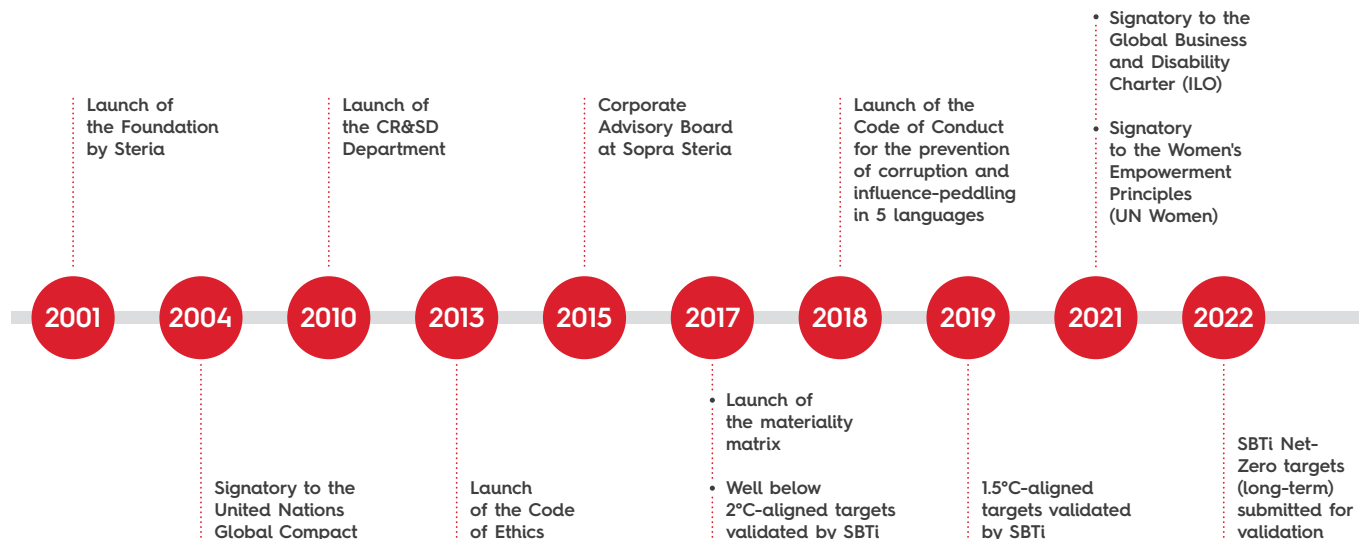 Launch of
the Foundation
by Steria
Launch of
the CR&SD
Department
Corporate
Advisory Board
at Sopra Steria
Launch of the
Code of Conduct
for the prevention
of corruption and
influence-peddling
in 5 languages
• Signatory to the
Global Business
and Disability
Charter (ILO)
• Signatory
to the Women's
Empowerment
Principles
(UN Women)
2001
2004
2010
2013
2015
2017
2018
2019
2021
2022
Signatory to the
United Nations
Global Compact
Launch
of the Code
of Ethics
• Launch of
the materiality
matrix
• Well below
2°C-aligned targets
validated by SBTi
1.5°C-aligned
targets validated
by SBTi
SBTi Net-
Zero targets
(long-term)
submitted for
validation